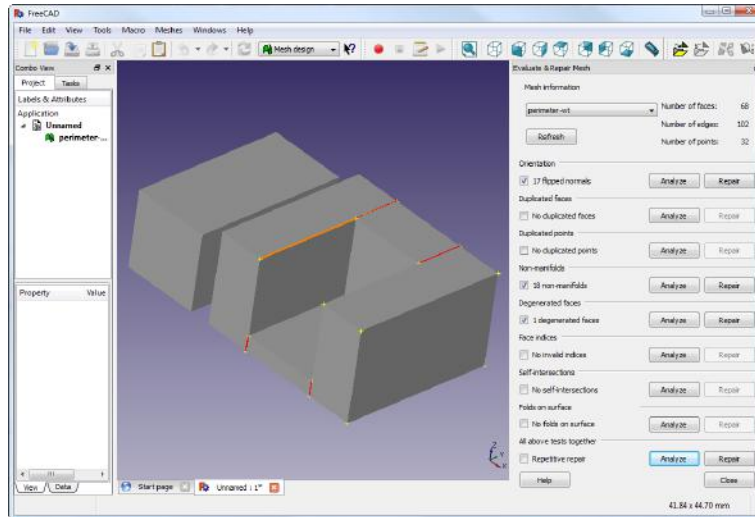 FreeCAD
File Edit View Tools Macro Meshes Windows Help
Mesh design
Combo View
Project Tasks
Labels & Attributes
Application
Unnamed
perimeter-...
Property Value
View Data
Start page Unnamed : 1*
Evaluate & Repair Mesh
Mesh information
perimeter-wt
Number of faces: 68
Number of edges: 102
Refresh
Number of points: 32
Orientation
17 flipped normals Analyze Repair
Duplicated faces
No duplicated faces Analyze Repair
Duplicated points
No duplicated points Analyze Repair
Non-manifolds
18 non-manifolds Analyze Repair
Degenerated faces
1 degenerated faces Analyze Repair
Face indices
No invalid indices Analyze Repair
Self-intersections
No self-intersections Analyze Repair
Folds on surface
No folds on surface Analyze Repair
All above tests together
Repetitive repair Analyze Repair
Help Close
41.84 x 44.70 mm